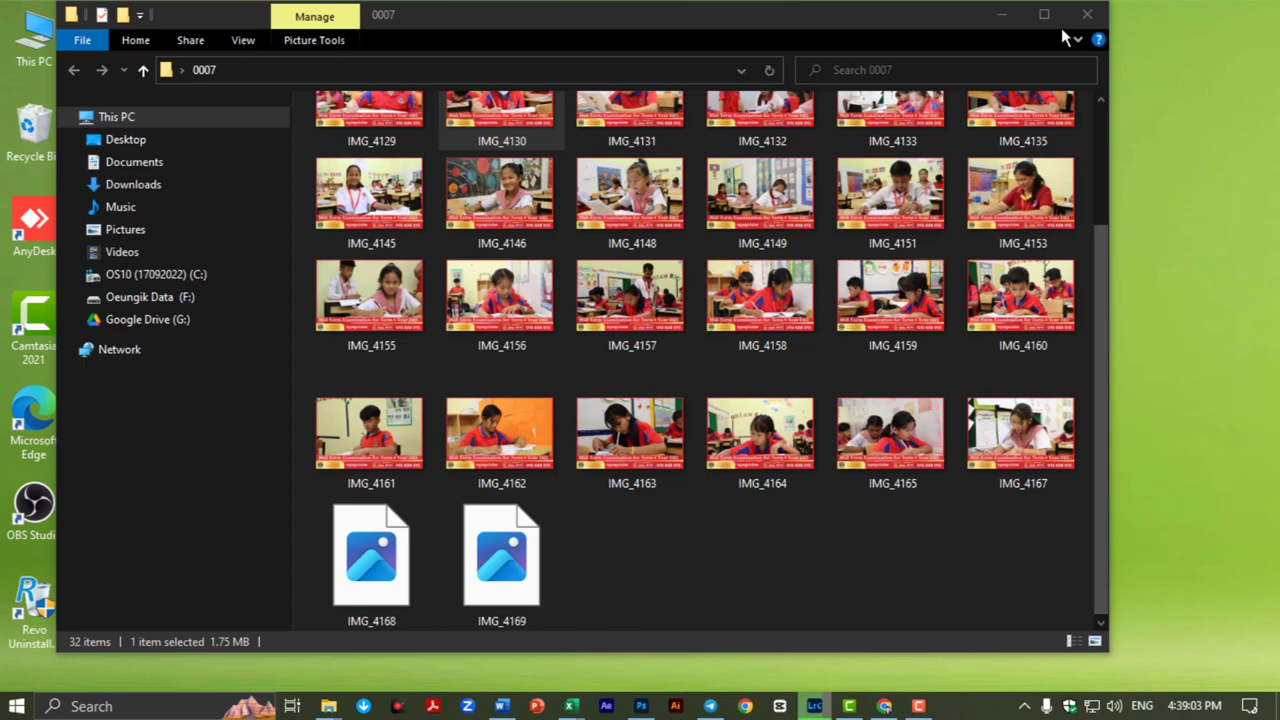 Manage
0007
File
Home
Share
View
Picture Tools
This PC
0007
Search 0007
Recycle Bi
AnyDesk
Camtasia
2021
Microsoft
Edge
OBS Studi
Revo
Uninstall...
This PC
Desktop
Documents
Downloads
Music
Pictures
Videos
OS10 (17092022) (C:)
Oeungik Data (F:)
Google Drive (G:)
Network
IMG_4129
IMG_4130
IMG_4131
IMG_4132
IMG_4133
IMG_4135
IMG_4145
IMG_4146
IMG_4148
IMG_4149
IMG_4151
IMG_4153
IMG_4155
IMG_4156
IMG_4157
IMG_4158
IMG_4159
IMG_4160
IMG_4161
IMG_4162
IMG_4163
IMG_4164
IMG_4165
IMG_4167
IMG_4168
IMG_4169
32 items
1 item selected 1.75 MB
Search
ENG
4:39:03 PM